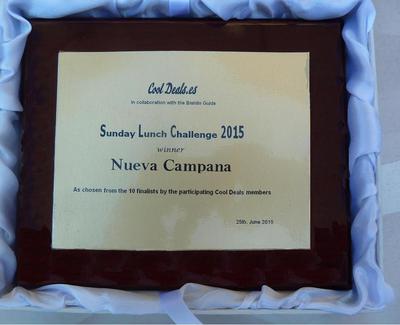 Cool Deals.es
in collaboration with the Brandis Guide
Sunday Lunch Challenge 2015
winner
Nueva Campana
As chosen from the 10 finalists by the participating Cool Deals members
25th. June 2015